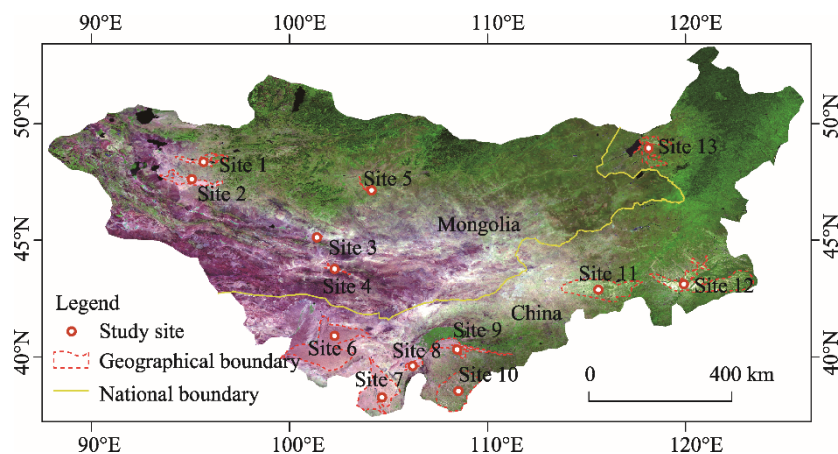 90°E 100°E 110°E 120°E
50°N 50°N
Site 13
Site 1
Site 5
Site 2
Mongolia
45°N 45°N
Site 3
Site 4
Site 11
Site 12
Legend
China
Study site
Site 9
Site 6
Site 8
40°N 40°N
Geographical boundary
Site 7
Site 10
0 400 km
National boundary
90°E 100°E 110°E 120°E